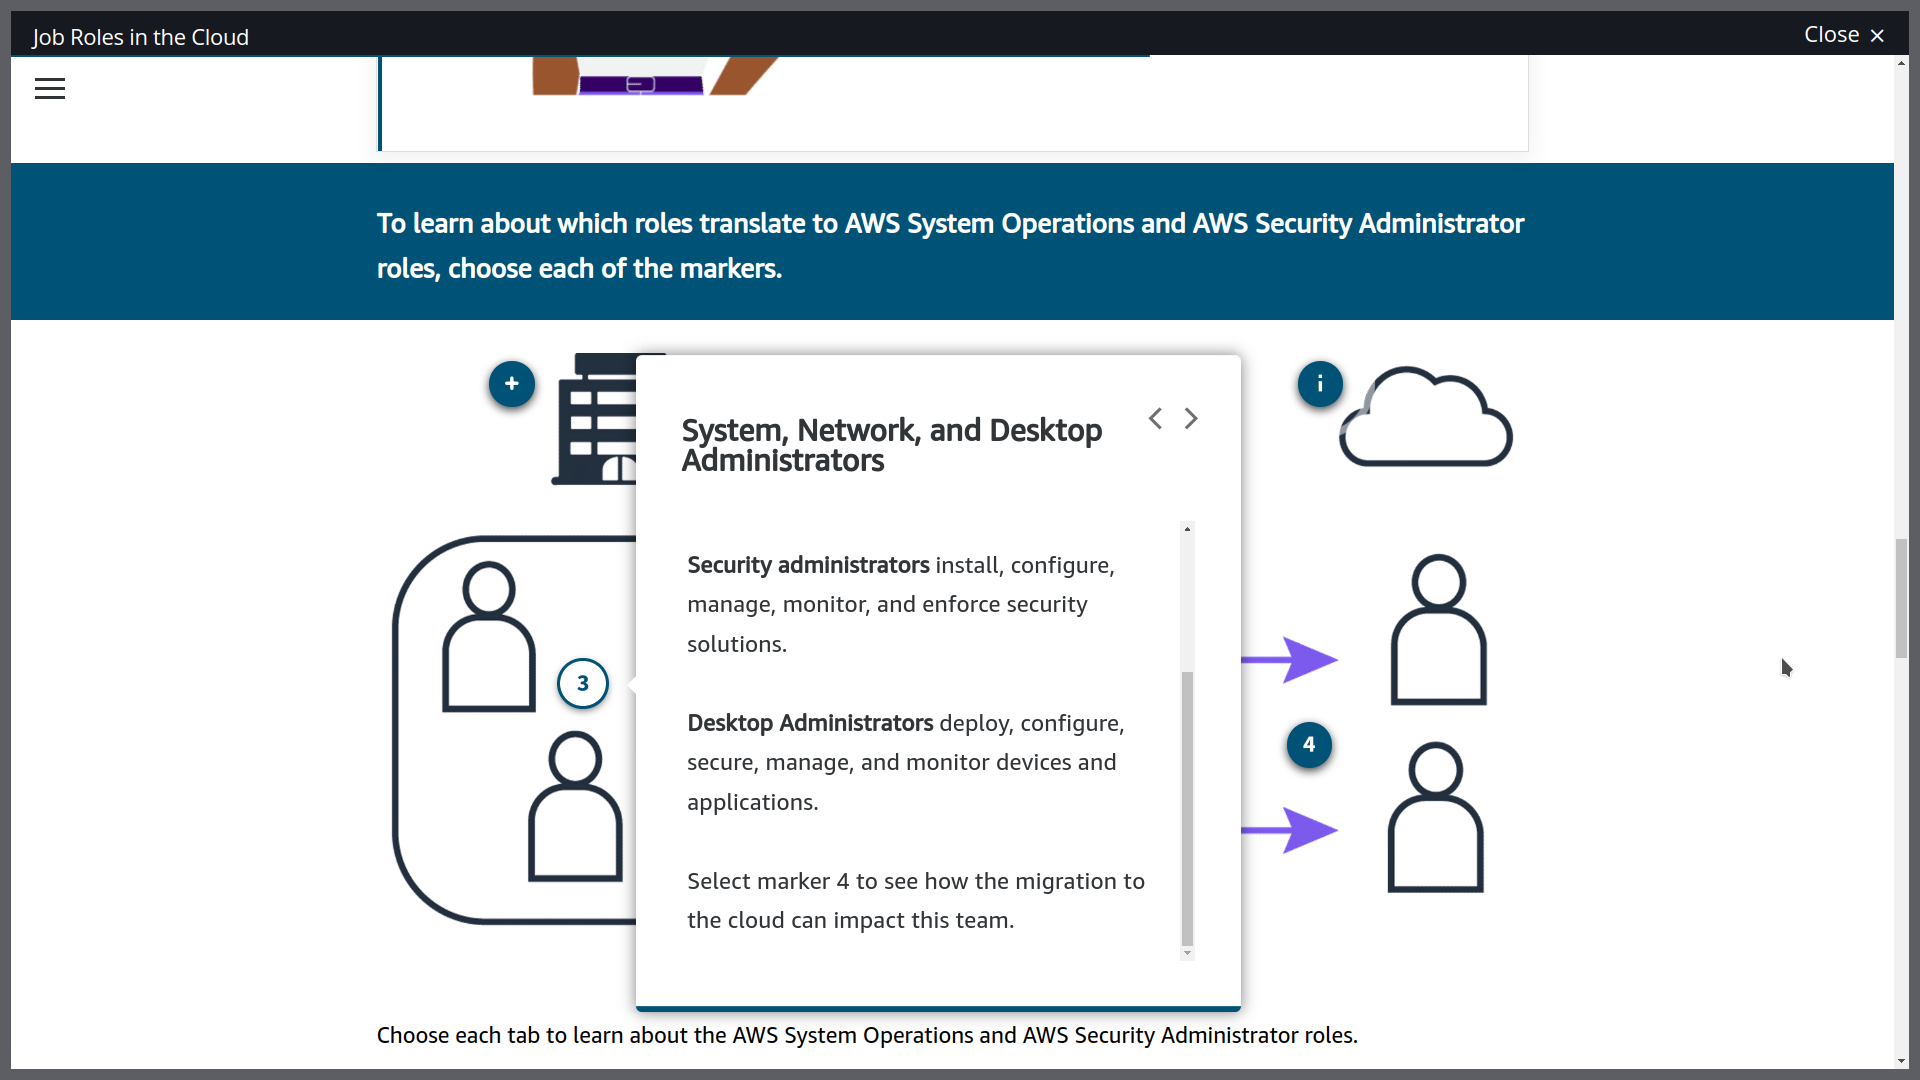 Job Roles in the Cloud
Close ×
To learn about which roles translate to AWS System Operations and AWS Security Administrator
roles, choose each of the markers.
+
i
System, Network, and Desktop
Administrators
Security administrators install, configure,
manage, monitor, and enforce security
solutions.
3
Desktop Administrators deploy, configure,
secure, manage, and monitor devices and
applications.
4
Select marker 4 to see how the migration to
the cloud can impact this team.
Choose each tab to learn about the AWS System Operations and AWS Security Administrator roles.